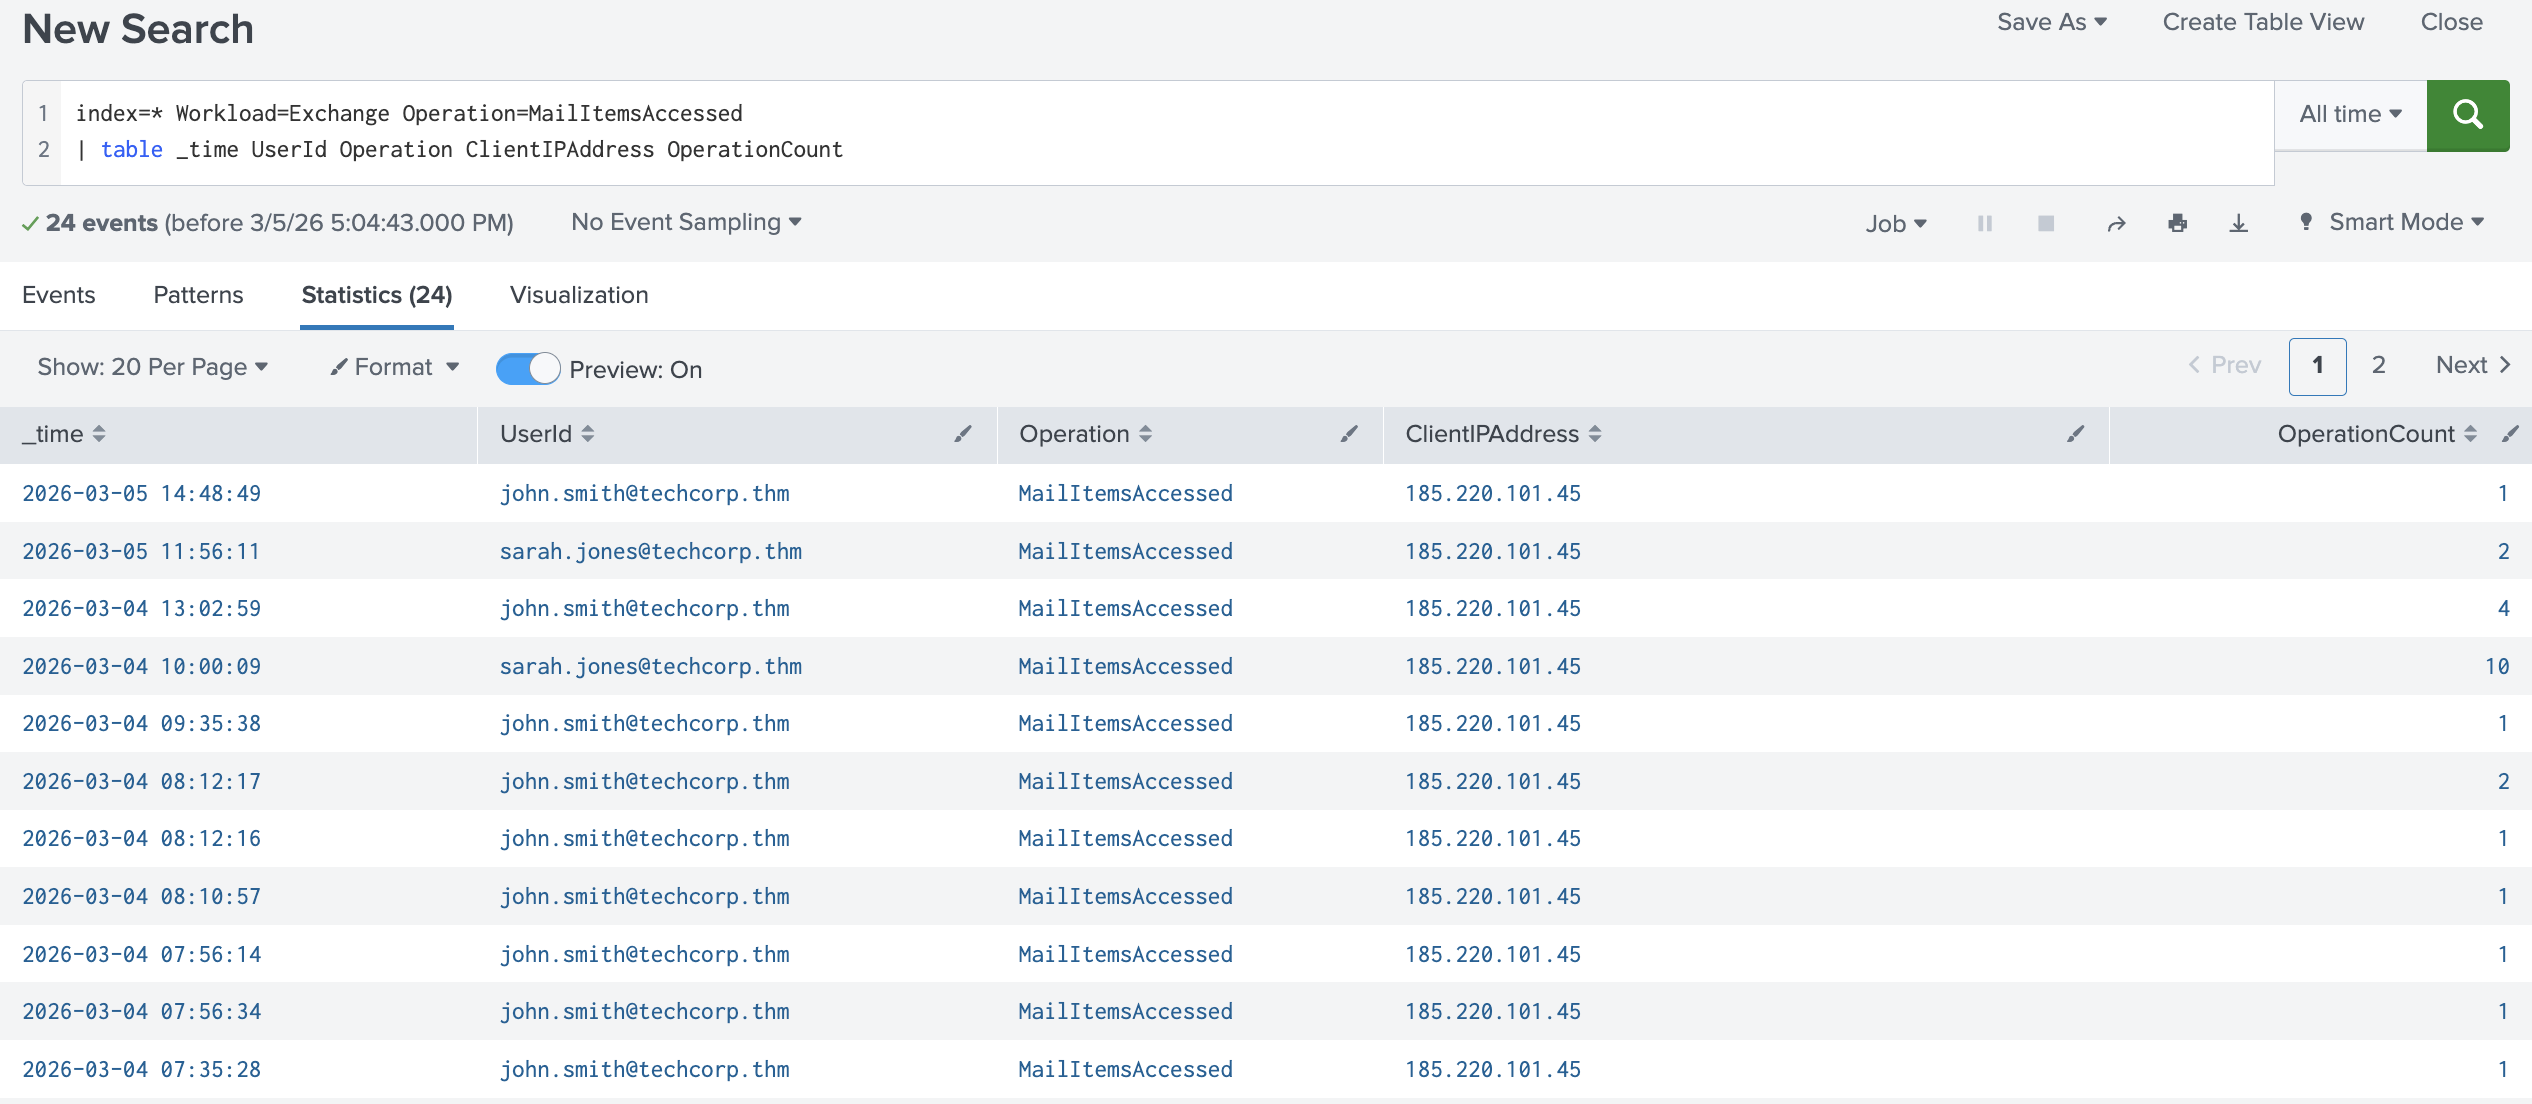 New Search
Save As Create Table View Close
1 index=* Workload=Exchange Operation=MailItemsAccessed
2 | table _time UserId Operation ClientIPAddress OperationCount
All time
24 events (before 3/5/26 5:04:43.000 PM) No Event Sampling Job Smart Mode
Events Patterns Statistics (24) Visualization
Show: 20 Per Page Format Preview: On Prev 1 2 Next
_time UserId Operation ClientIPAddress OperationCount
2026-03-05 14:48:49 john.smith@techcorp.thm MailItemsAccessed 185.220.101.45 1
2026-03-05 11:56:11 sarah.jones@techcorp.thm MailItemsAccessed 185.220.101.45 2
2026-03-04 13:02:59 john.smith@techcorp.thm MailItemsAccessed 185.220.101.45 4
2026-03-04 10:00:09 sarah.jones@techcorp.thm MailItemsAccessed 185.220.101.45 10
2026-03-04 09:35:38 john.smith@techcorp.thm MailItemsAccessed 185.220.101.45 1
2026-03-04 08:12:17 john.smith@techcorp.thm MailItemsAccessed 185.220.101.45 2
2026-03-04 08:12:16 john.smith@techcorp.thm MailItemsAccessed 185.220.101.45 1
2026-03-04 08:10:57 john.smith@techcorp.thm MailItemsAccessed 185.220.101.45 1
2026-03-04 07:56:14 john.smith@techcorp.thm MailItemsAccessed 185.220.101.45 1
2026-03-04 07:56:34 john.smith@techcorp.thm MailItemsAccessed 185.220.101.45 1
2026-03-04 07:35:28 john.smith@techcorp.thm MailItemsAccessed 185.220.101.45 1